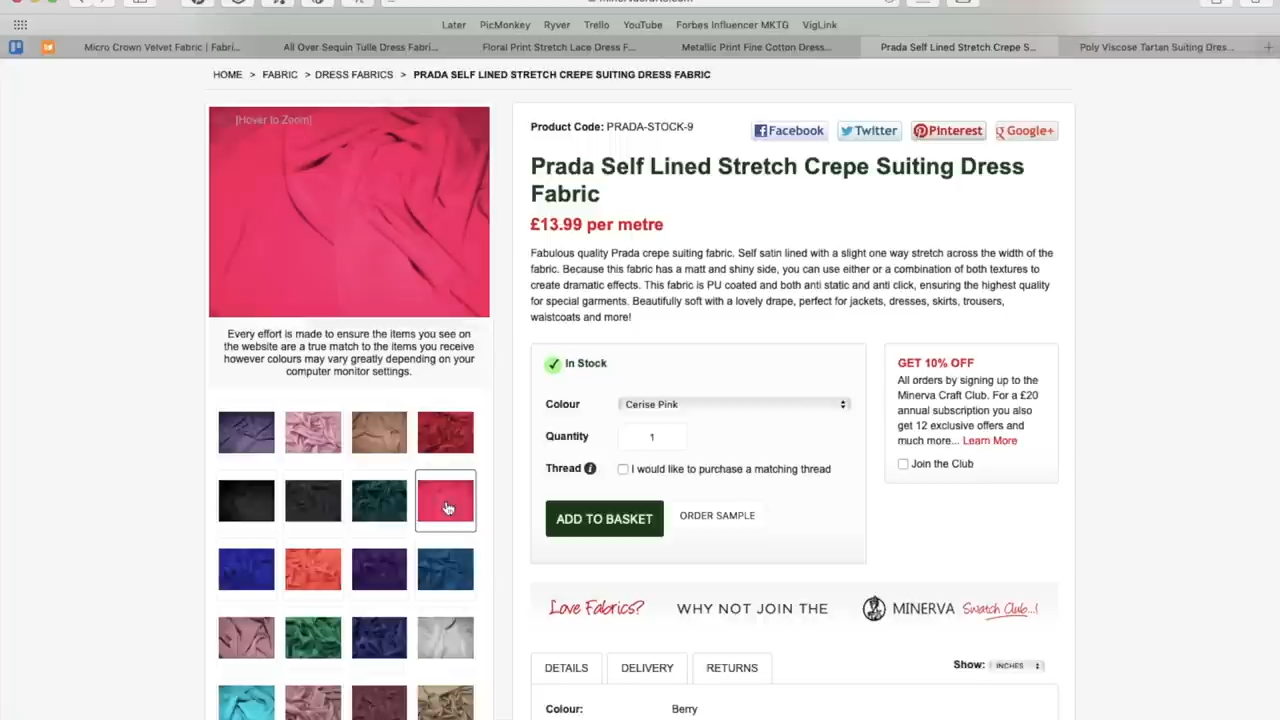 Later PicMonkey Ryver Trello YouTube Forbes Influencer MKTG VigLink
Micro Crown Velvet Fabric | Fabri... All Over Sequin Tulle Dress Fabri... Floral Print Stretch Lace Dress F... Metallic Print Fine Cotton Dress... Prada Self Lined Stretch Crepe S... Poly Viscose Tartan Suiting Dres...
HOME > FABRIC > DRESS FABRICS > PRADA SELF LINED STRETCH CREPE SUITING DRESS FABRIC
[Hover to Zoom]
Every effort is made to ensure the items you see on
the website are a true match to the items you receive
however colours may vary greatly depending on your
computer monitor settings.
Product Code: PRADA-STOCK-9
Facebook Twitter Pinterest Google+
Prada Self Lined Stretch Crepe Suiting Dress
Fabric
£13.99 per metre
Fabulous quality Prada crepe suiting fabric. Self satin lined with a slight one way stretch across the width of the
fabric. Because this fabric has a matt and shiny side, you can use either or a combination of both textures to
create dramatic effects. This fabric is PU coated and both anti static and anti click, ensuring the highest quality
for special garments. Beautifully soft with a lovely drape, perfect for jackets, dresses, skirts, trousers,
waistcoats and more!
In Stock
Colour Cerise Pink
Quantity 1
Thread I would like to purchase a matching thread
ADD TO BASKET ORDER SAMPLE
GET 10% OFF
All orders by signing up to the
Minerva Craft Club. For a £20
annual subscription you also
get 12 exclusive offers and
much more... Learn More
Join the Club
Love Fabrics? WHY NOT JOIN THE MINERVA Swatch Club...!
DETAILS DELIVERY RETURNS
Show: INCHES
Colour: Berry